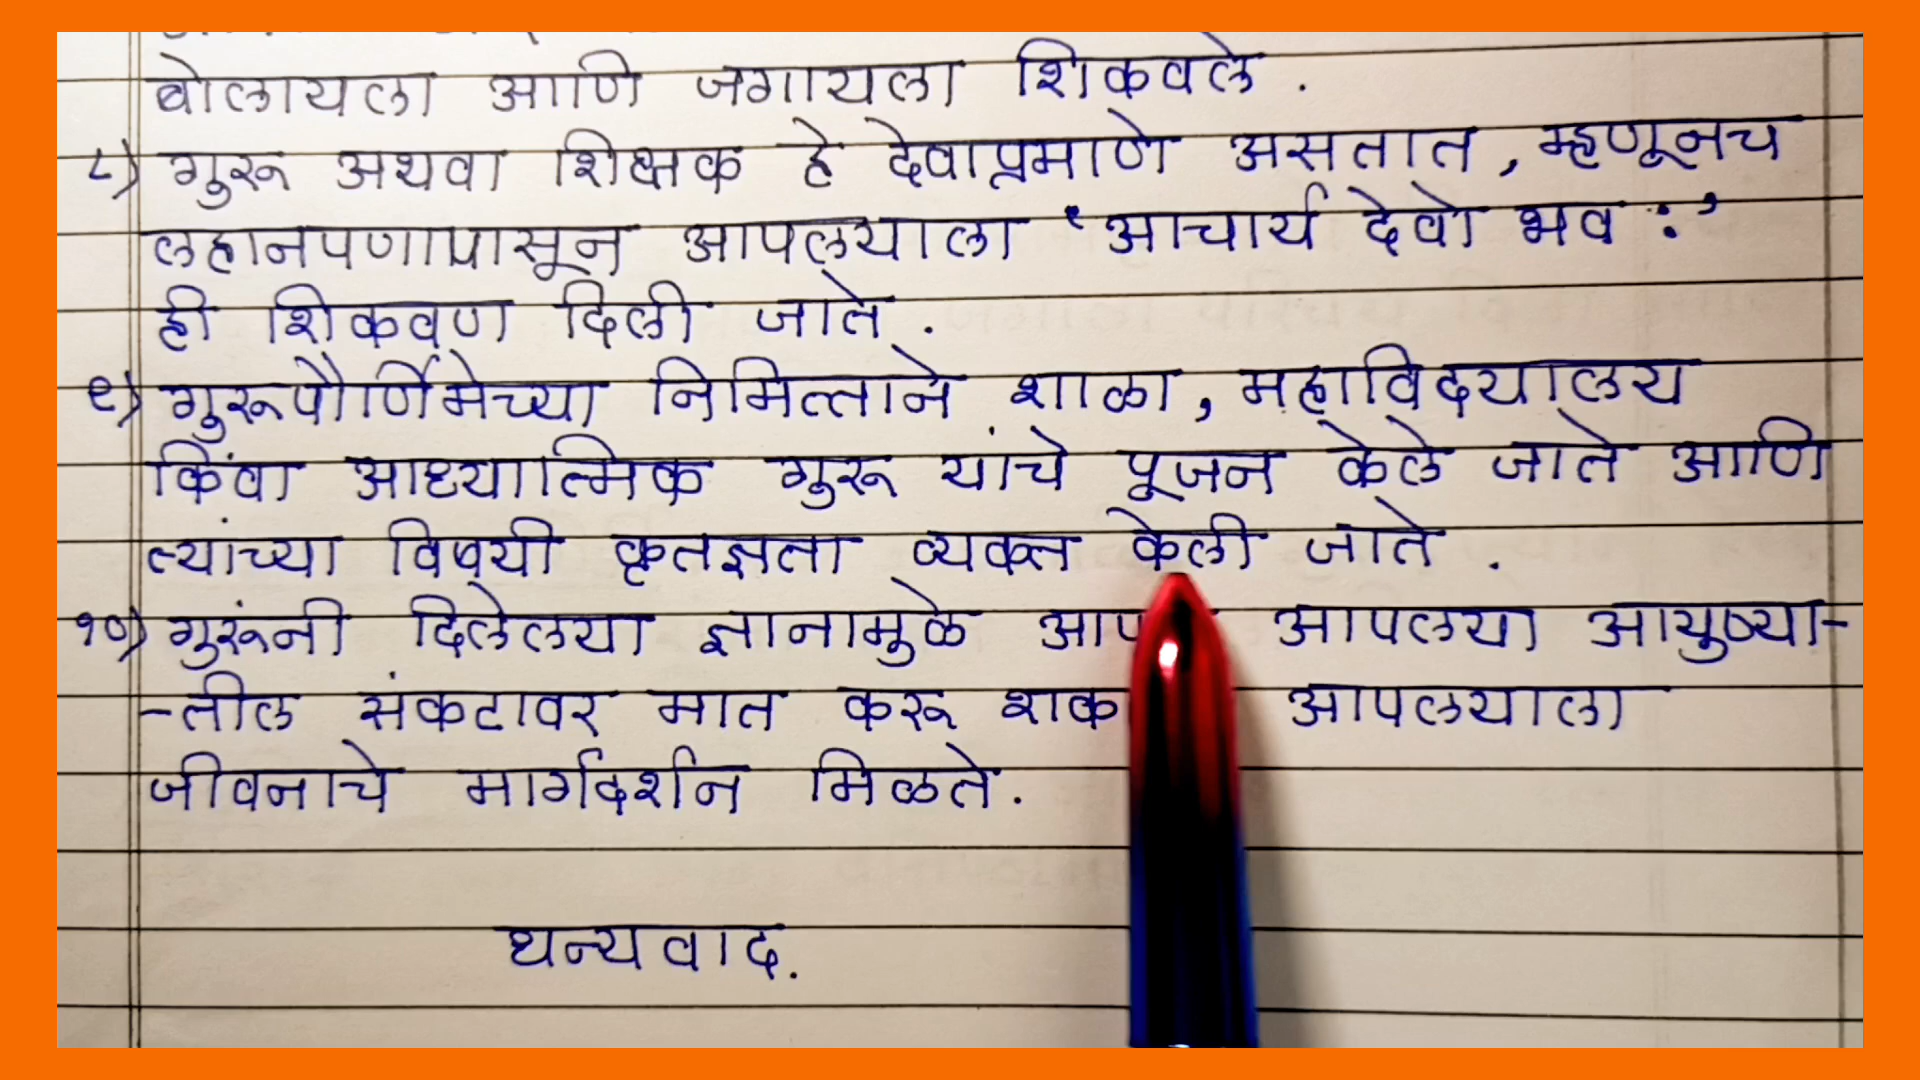 बोलायला आणि जगायला शिकवले .
८) गुरू अथवा शिक्षक हे देवाप्रमाणे असतात , म्हणूनच
लहानपणापासून आपल्याला ‘ आचार्य देवो भव : ’
ही शिकवण दिली जाते .
९) गुरूपौर्णिमेच्या निमित्ताने शाळा , महाविद्यालय
किंवा आध्यात्मिक गुरू यांचे पूजन केले जाते आणि
त्यांच्या विषयी कृतज्ञता व्यक्त केली जाते .
१०) गुरूंनी दिलेल्या ज्ञानामुळे आपल्या आयुष्या-
-तील संकटावर मात करू आपल्याला
जीवनाचे मार्गदर्शन मिळते .
धन्यवाद .